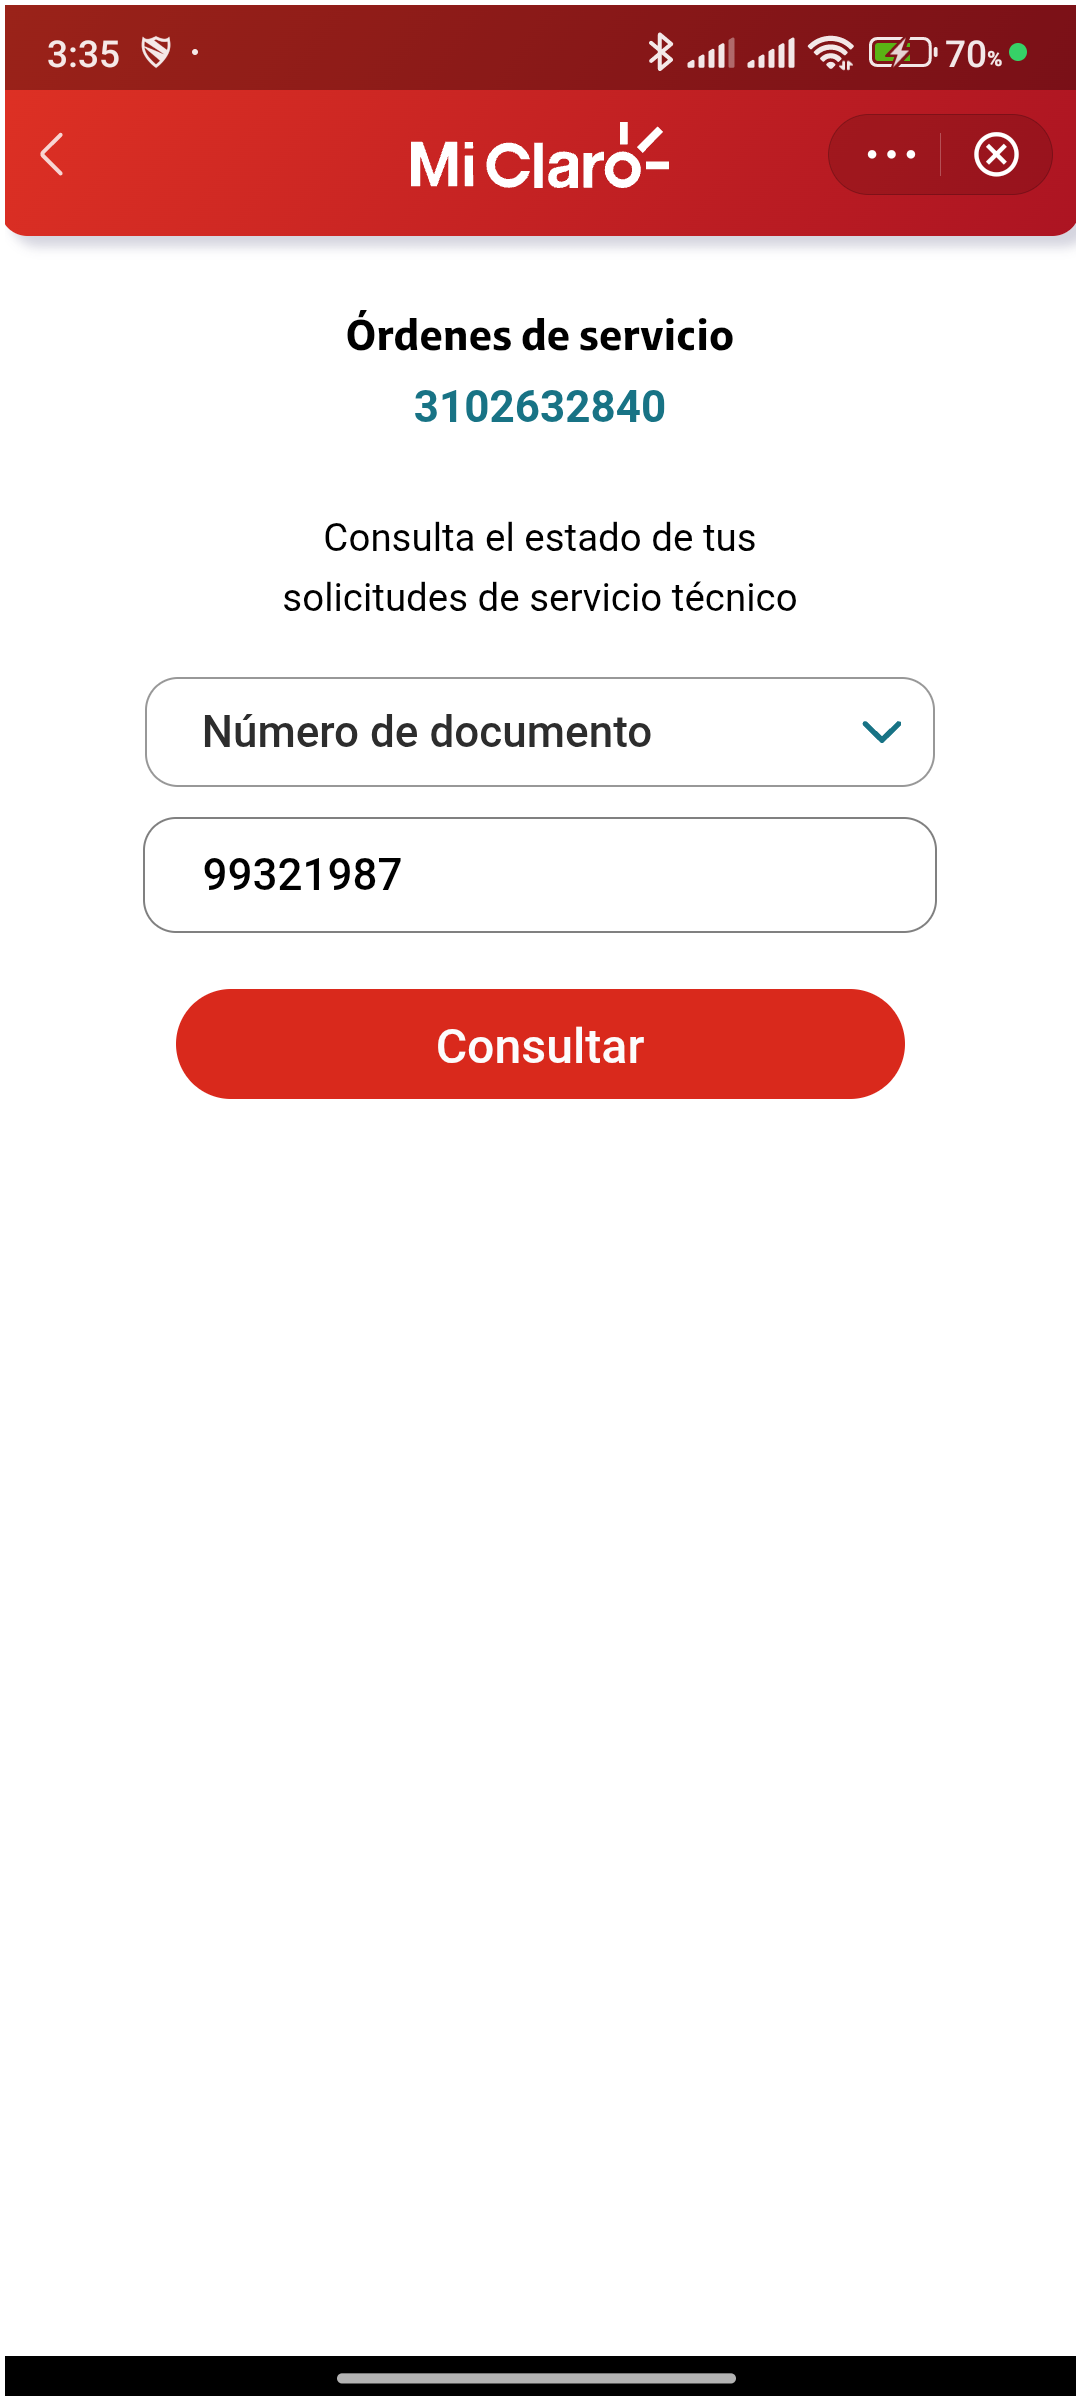 3:35
70%
Mi Claro
Órdenes de servicio
3102632840
Consulta el estado de tus
solicitudes de servicio técnico
Número de documento
99321987
Consultar